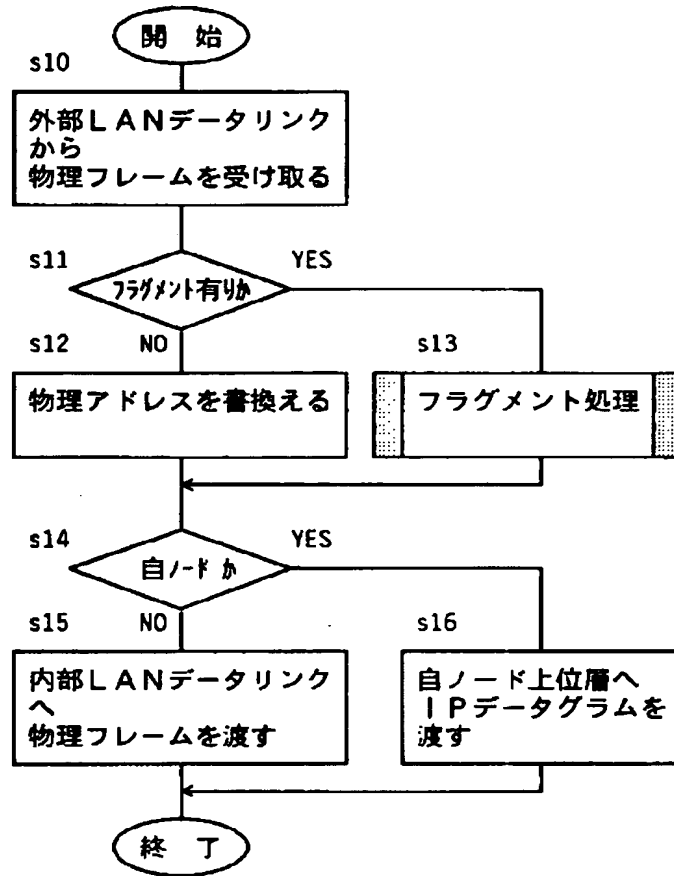 開 始
s10
外部LANデータリンク
から
物理フレームを受け取る
s11
YES
フラグメント有りか
s12
NO
s13
物理アドレスを書換える
フラグメント処理
s14
YES
自ノードか
s15
NO
s16
内部LANデータリンク
へ
物理フレームを渡す
自ノード上位層へ
IPデータグラムを
渡す
終 了